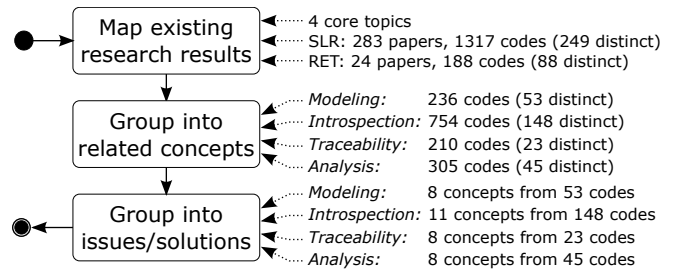 Map existing
research results
4 core topics
SLR: 283 papers, 1317 codes (249 distinct)
RET: 24 papers, 188 codes (88 distinct)
Group into
related concepts
Modeling: 236 codes (53 distinct)
Introspection: 754 codes (148 distinct)
Traceability: 210 codes (23 distinct)
Analysis: 305 codes (45 distinct)
Group into
issues/solutions
Modeling: 8 concepts from 53 codes
Introspection: 11 concepts from 148 codes
Traceability: 8 concepts from 23 codes
Analysis: 8 concepts from 45 codes